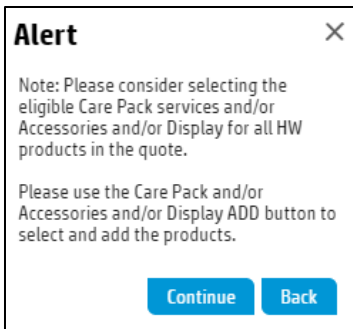 Alert
Note: Please consider selecting the
eligible Care Pack services and/or
Accessories and/or Display for all HW
products in the quote.
Please use the Care Pack and/or
Accessories and/or Display ADD button to
select and add the products.
Continue Back